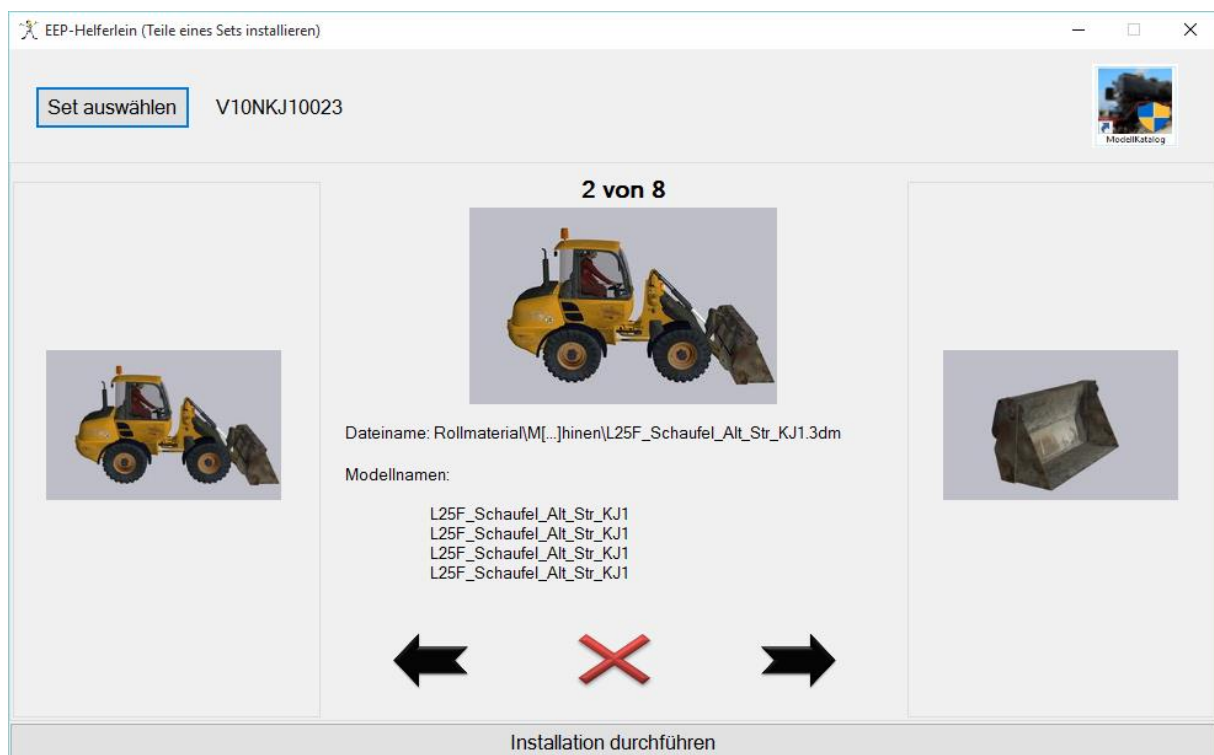 EEP-Helferlein (Teile eines Sets installieren)
Set auswählen
V10NKJ10023
ModellKatalog
2 von 8
Dateiname: Rollmaterial\M[...]hinen\L25F_Schaufel_Alt_Str_KJ1.3dm
Modellnamen:
L25F_Schaufel_Alt_Str_KJ1
L25F_Schaufel_Alt_Str_KJ1
L25F_Schaufel_Alt_Str_KJ1
L25F_Schaufel_Alt_Str_KJ1
Installation durchführen